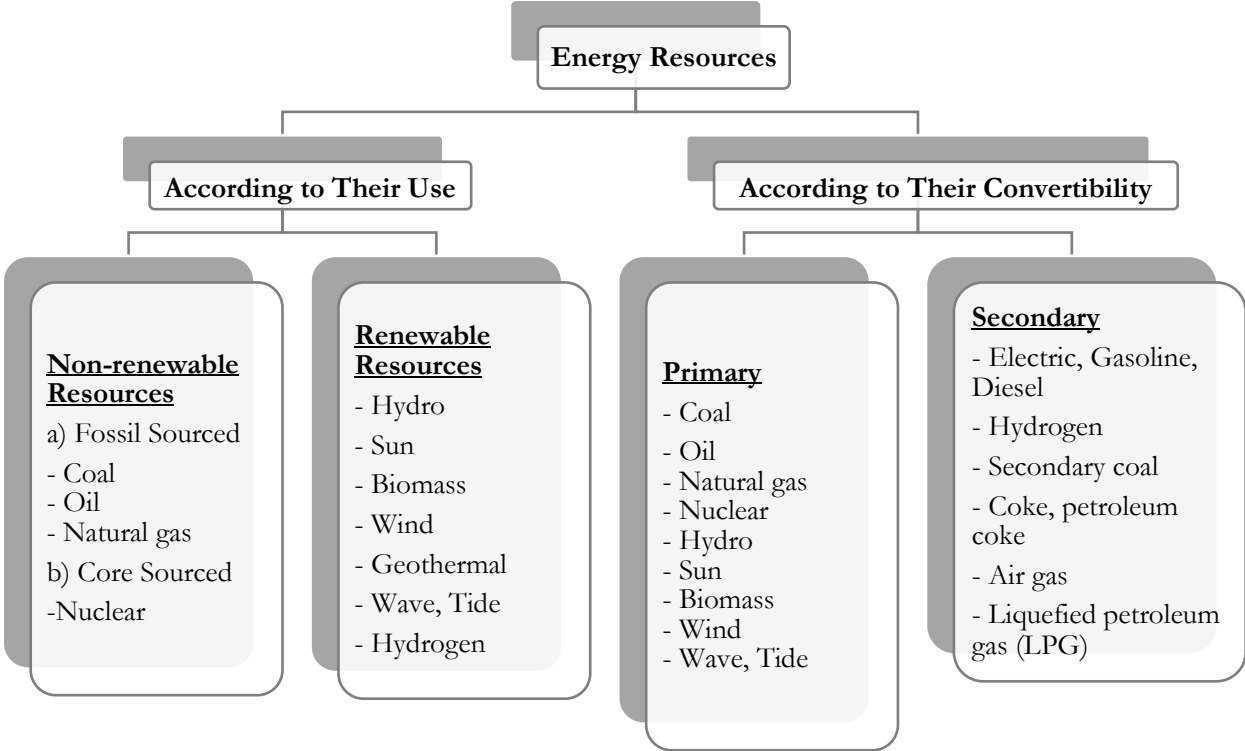 Energy Resources
According to Their Use
According to Their Convertibility
Non-renewable
Resources
a) Fossil Sourced
- Coal
- Oil
- Natural gas
b) Core Sourced
-Nuclear
Renewable
Resources
- Hydro
- Sun
- Biomass
- Wind
- Geothermal
- Wave, Tide
- Hydrogen
Primary
- Coal
- Oil
- Natural gas
- Nuclear
- Hydro
- Sun
- Biomass
- Wind
- Wave, Tide
Secondary
- Electric, Gasoline,
Diesel
- Hydrogen
- Secondary coal
- Coke, petroleum
coke
- Air gas
- Liquefied petroleum
gas (LPG)